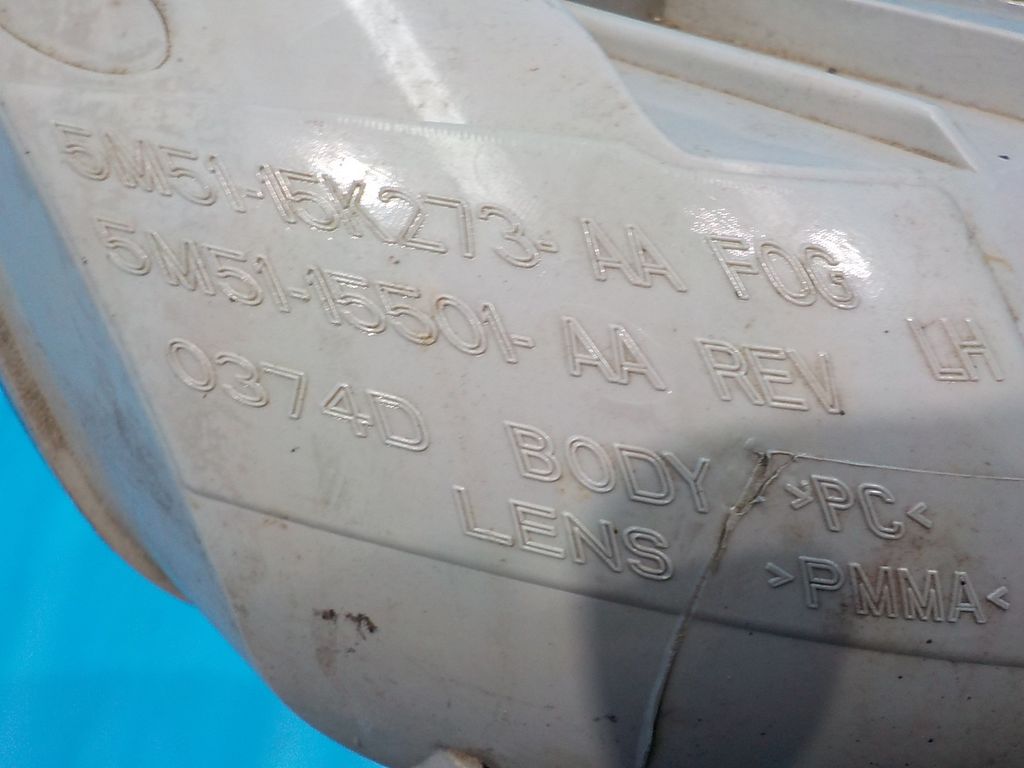 5M51-15K273-AA FOG
5M51-15501-AA REV LH
0374D BODY >PC<
LENS >PMMA<